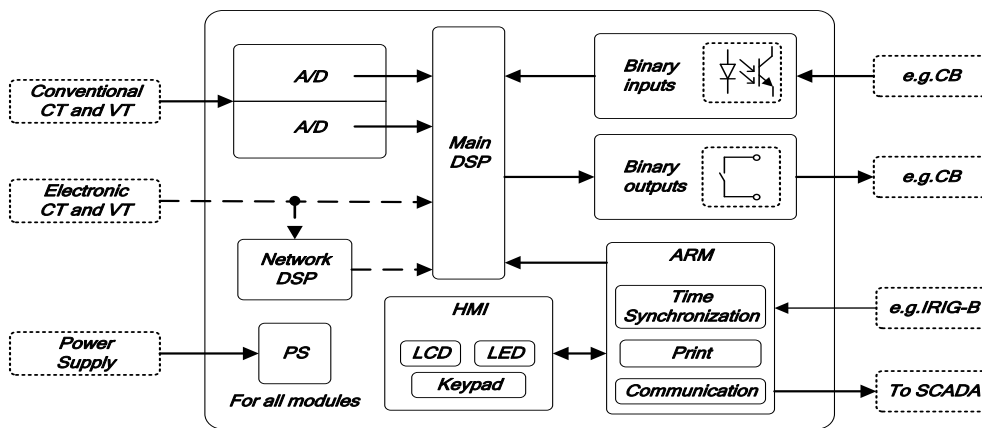 Conventional
CT and VT
A/D
A/D
Main
DSP
Binary
inputs
e.g.CB
Binary
outputs
e.g.CB
Electronic
CT and VT
Network
DSP
ARM
Time
Synchronization
e.g.IRIG-B
HMI
LCD
LED
Keypad
Print
Communication
To SCADA
Power
Supply
PS
For all modules